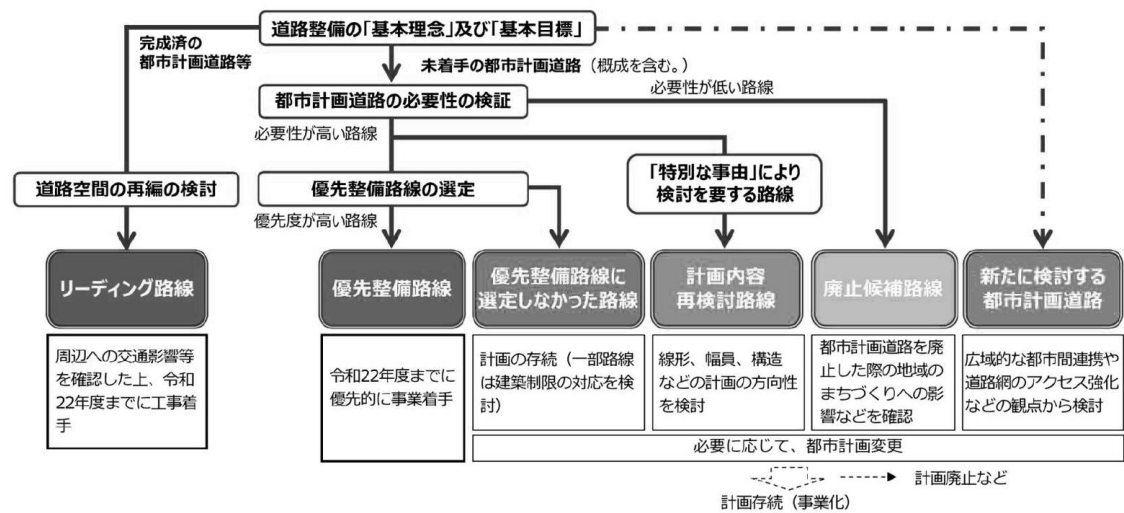 道路整備の「基本理念」及び「基本目標」
完成済の
都市計画道路等
未着手の都市計画道路（概成を含む。）
都市計画道路の必要性の検証
必要性が低い路線
必要性が高い路線
道路空間の再編の検討
優先整備路線の選定
「特別な事由」により
検討を要する路線
優先度が高い路線
リーディング路線
優先整備路線
優先整備路線に
選定しなかった路線
計画内容
再検討路線
廃止候補路線
新たに検討する
都市計画道路
周辺への交通影響等
を確認した上、令和
22年度までに工事着
手
令和22年度までに
優先的に事業着手
計画の存続（一部路線
は建築制限の対応を検
討）
線形、幅員、構造
などの計画の方向性
を検討
都市計画道路を廃
止した際の地域の
まちづくりへの影
響などを確認
広域的な都市間連携や
道路網のアクセス強化
などの観点から検討
必要に応じて、都市計画変更
計画廃止など
計画存続（事業化）